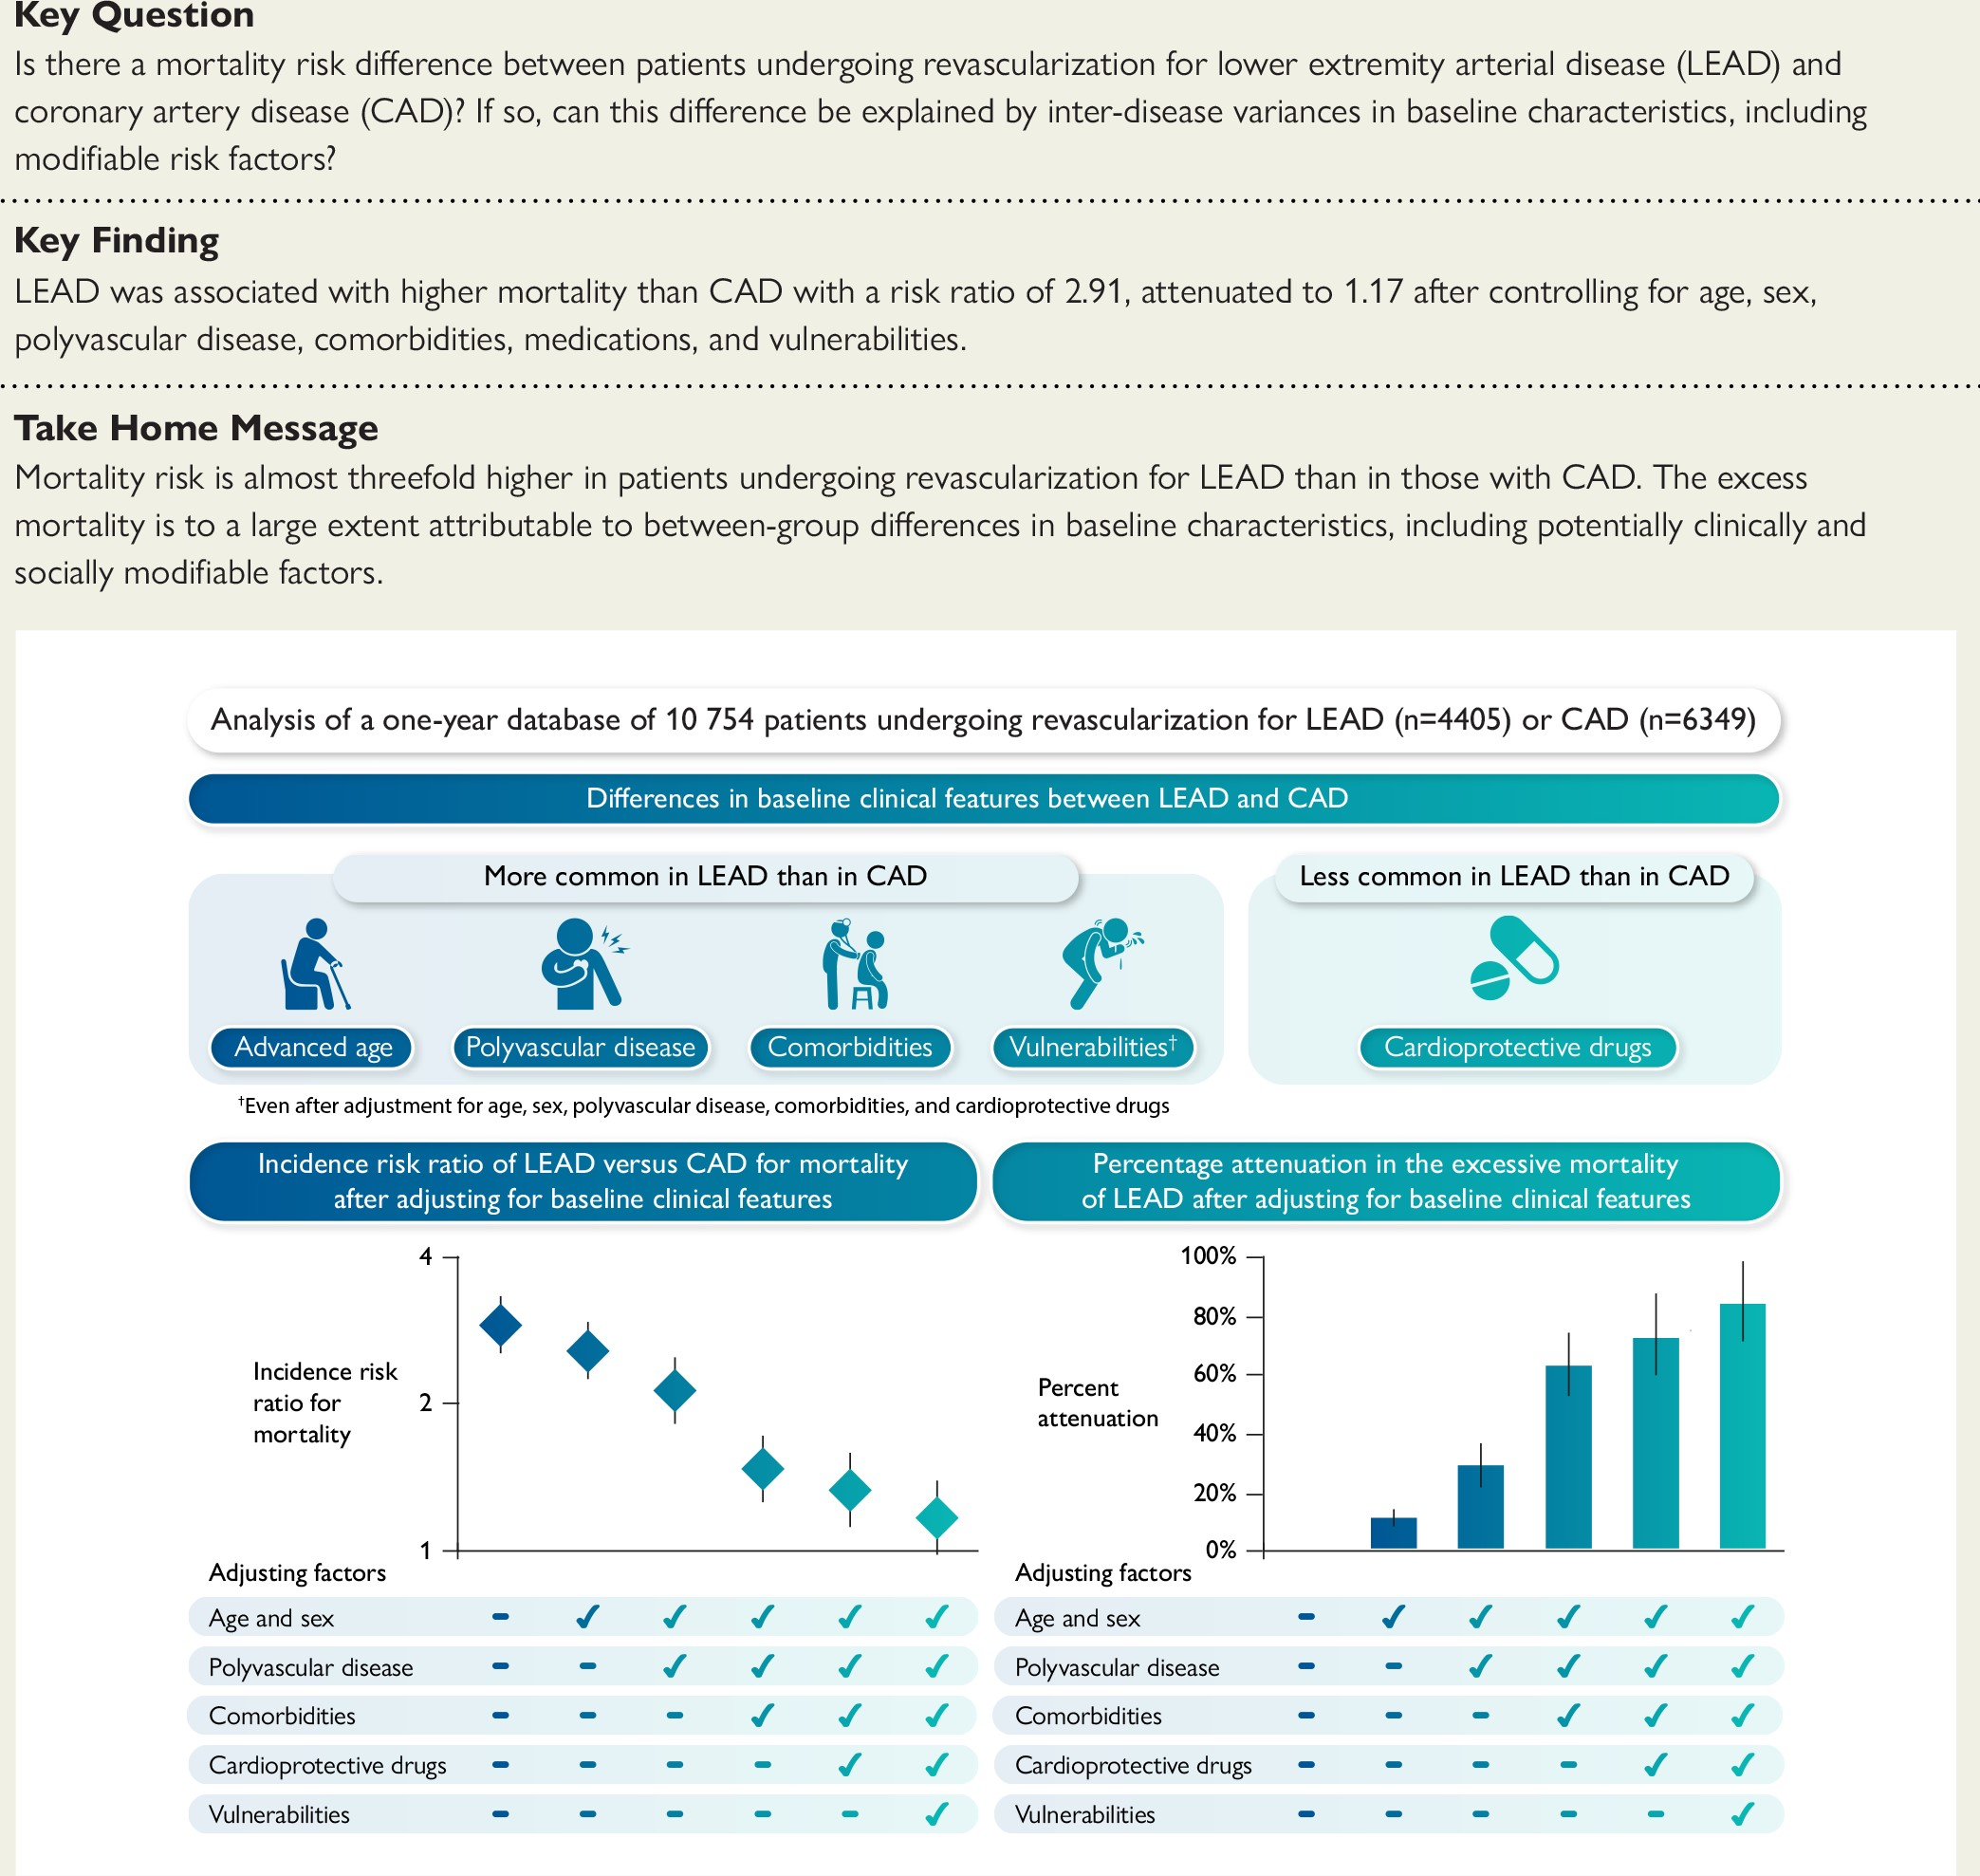 Key Question
Is there a mortality risk difference between patients undergoing revascularization for lower extremity arterial disease (LEAD) and
coronary artery disease (CAD)? If so, can this difference be explained by inter-disease variances in baseline characteristics, including
modifiable risk factors?
Key Finding
LEAD was associated with higher mortality than CAD with a risk ratio of 2.91, attenuated to 1.17 after controlling for age, sex,
polyvascular disease, comorbidities, medications, and vulnerabilities.
Take Home Message
Mortality risk is almost threefold higher in patients undergoing revascularization for LEAD than in those with CAD. The excess
mortality is to a large extent attributable to between-group differences in baseline characteristics, including potentially clinically and
socially modifiable factors.
Analysis of a one-year database of 10 754 patients undergoing revascularization for LEAD (n=4405) or CAD (n=6349)
Differences in baseline clinical features between LEAD and CAD
More common in LEAD than in CAD
Less common in LEAD than in CAD
Advanced age
Polyvascular disease
Comorbidities
Vulnerabilities†
Cardioprotective drugs
†Even after adjustment for age, sex, polyvascular disease, comorbidities, and cardioprotective drugs
Incidence risk ratio of LEAD versus CAD for mortality
after adjusting for baseline clinical features
4
Incidence risk
ratio for
mortality
2
1
Adjusting factors
Age and sex - ✓ ✓ ✓ ✓ ✓
Polyvascular disease - - ✓ ✓ ✓ ✓
Comorbidities - - - ✓ ✓ ✓
Cardioprotective drugs - - - - ✓ ✓
Vulnerabilities - - - - - ✓
Percentage attenuation in the excessive mortality
of LEAD after adjusting for baseline clinical features
100%
80%
60%
Percent
attenuation
40%
20%
0%
Adjusting factors
Age and sex - ✓ ✓ ✓ ✓ ✓
Polyvascular disease - - ✓ ✓ ✓ ✓
Comorbidities - - - ✓ ✓ ✓
Cardioprotective drugs - - - - ✓ ✓
Vulnerabilities - - - - - ✓